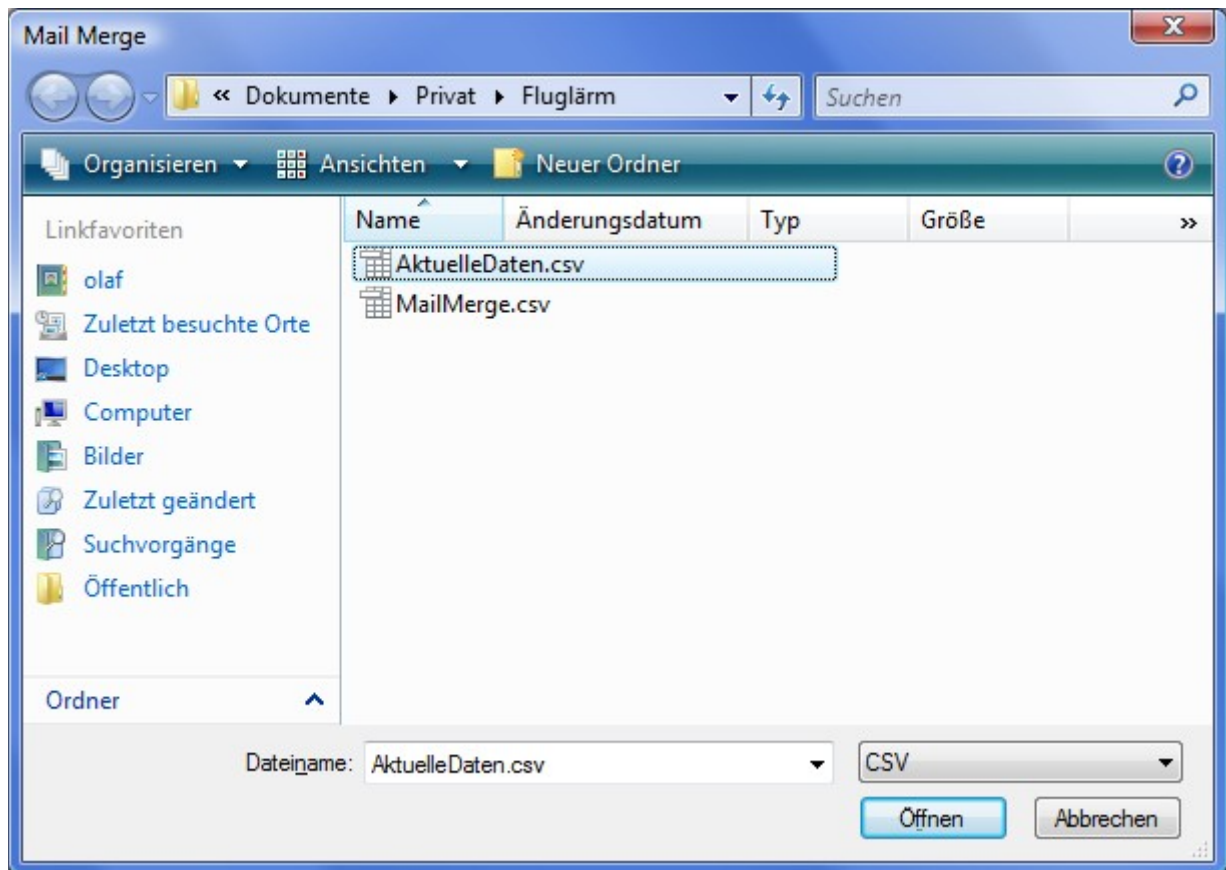 Mail Merge
« Dokumente ▸ Privat ▸ Fluglärm
Suchen
Organisieren
Ansichten
Neuer Ordner
Linkfavoriten
olaf
Zuletzt besuchte Orte
Desktop
Computer
Bilder
Zuletzt geändert
Suchvorgänge
Öffentlich
Ordner
Name Änderungsdatum Typ Größe »
AktuelleDaten.csv
MailMerge.csv
Dateiname: AktuelleDaten.csv
CSV
Öffnen
Abbrechen